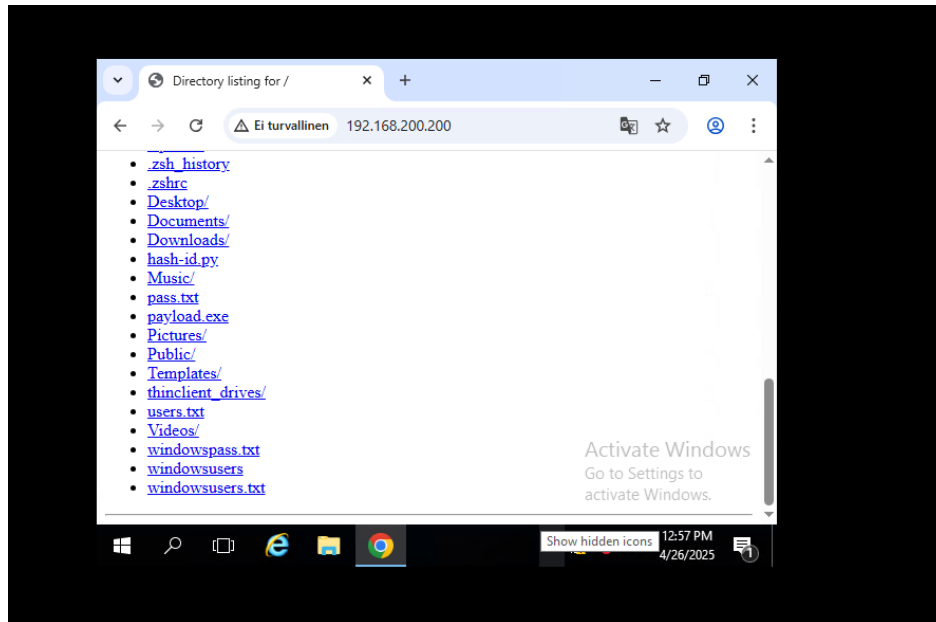 Directory listing for /
Ei turvallinen 192.168.200.200
.zsh_history
.zshrc
Desktop/
Documents/
Downloads/
hash-id.py
Music/
pass.txt
payload.exe
Pictures/
Public/
Templates/
thinclient_drives/
users.txt
Videos/
windowspass.txt
windowsusers
windowsusers.txt
Activate Windows
Go to Settings to
activate Windows.
Show hidden icons
12:57 PM
4/26/2025
1